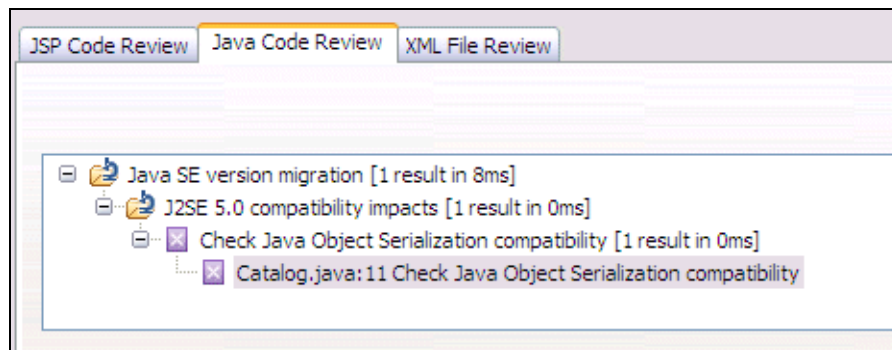 JSP Code Review Java Code Review XML File Review
Java SE version migration [1 result in 8ms]
J2SE 5.0 compatibility impacts [1 result in 0ms]
Check Java Object Serialization compatibility [1 result in 0ms]
Catalog.java:11 Check Java Object Serialization compatibility